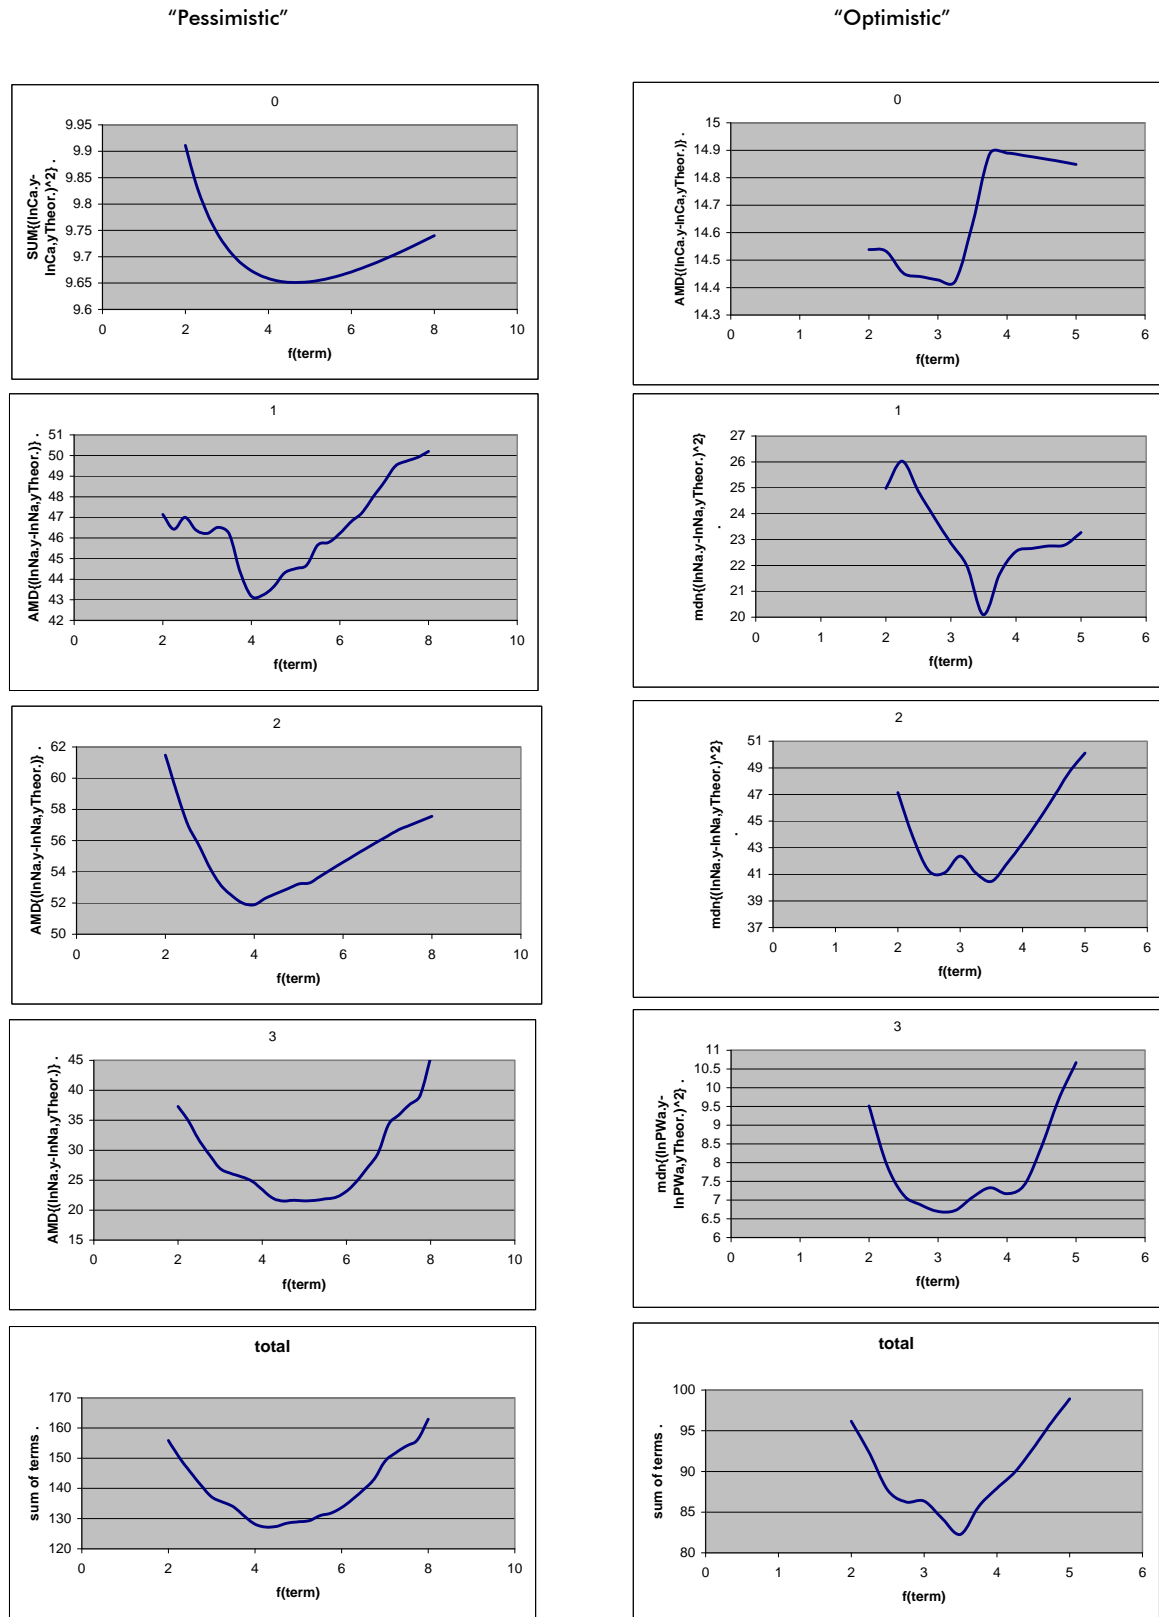 “Pessimistic”
“Optimistic”
0
SUM{(lnCa.y-
lnCa,yTheor.)^2} .
9.95
9.9
9.85
9.8
9.75
9.7
9.65
9.6
0 2 4 6 8 10
f(term)
0
AMD{(lnCa.y-lnCa,yTheor.)} .
15
14.9
14.8
14.7
14.6
14.5
14.4
14.3
0 1 2 3 4 5 6
f(term)
1
AMD{(lnNa.y-lnNa,yTheor.)} .
51
50
49
48
47
46
45
44
43
42
0 2 4 6 8 10
f(term)
1
mdn{(lnNa.y-lnNa,yTheor.)^2}
.
27
26
25
24
23
22
21
20
0 1 2 3 4 5 6
f(term)
2
AMD{(lnNa.y-lnNa,yTheor.)} .
62
60
58
56
54
52
50
0 2 4 6 8 10
f(term)
2
mdn{(lnNa.y-lnNa,yTheor.)^2}
.
51
49
47
45
43
41
39
37
0 1 2 3 4 5 6
f(term)
3
AMD{(lnNa.y-lnNa,yTheor.)} .
45
40
35
30
25
20
15
0 2 4 6 8 10
f(term)
3
mdn{(lnPWa.y-
lnPWa,yTheor.)^2} .
11
10.5
10
9.5
9
8.5
8
7.5
7
6.5
6
0 1 2 3 4 5 6
f(term)
total
sum of terms .
170
160
150
140
130
120
0 2 4 6 8 10
f(term)
total
sum of terms .
100
95
90
85
80
0 1 2 3 4 5 6
f(term)